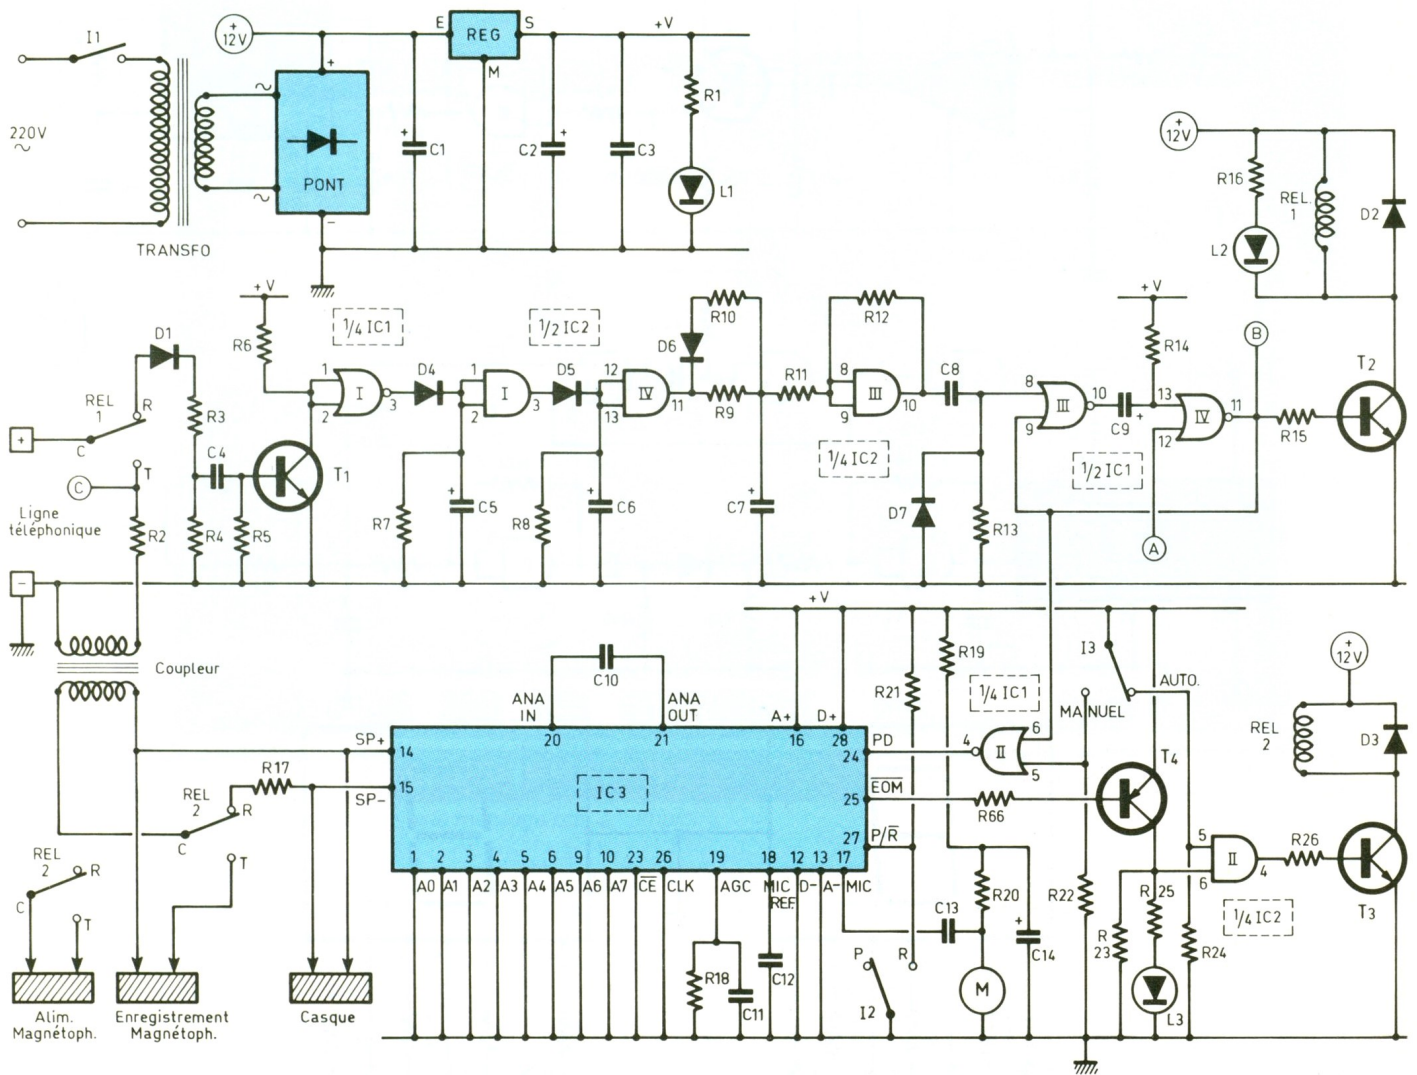 I1
+
12V
E
REG
S
+V
M
220V
~
+
~
~
-
PONT
TRANSFO
+
C1
+
C2
C3
R1
L1
+
12V
R16
L2
REL.
1
D2
+V
R6
1/4 IC1
1/2 IC2
D1
REL
1
R
+
C
T
C
Ligne
téléphonique
R2
R3
C4
R4
R5
T1
1
2
I
3
D4
1
2
I
3
D5
12
13
IV
11
D6
R10
R9
R7
+
C5
R8
+
C6
+
C7
R11
R12
8
9
III
10
1/4 IC2
C8
D7
R13
8
9
III
10
C9
+
1/2 IC1
+V
R14
13
12
IV
11
A
B
R15
T2
-
Coupleur
C10
ANA
IN
ANA
OUT
20
21
+V
A+
D+
16
28
SP+
14
15
SP-
IC3
PD
24
EOM
25
27
P/R
R17
REL
2
R
C
T
REL
2
R
C
T
1
2
3
4
5
6
9
10
23
26
19
18
12
13
17
A0
A1
A2
A3
A4
A5
A6
A7
CE
CLK
AGC
MIC
REF.
D-
A-
MIC
R18
C11
C12
C13
R19
R20
R21
+
C14
M
P
R
I2
1/4 IC1
4
II
6
5
R66
R22
I3
AUTO.
MANUEL
T4
R
23
R25
L3
R24
5
6
II
4
1/4 IC2
R26
T3
+
12V
REL
2
D3
Alim.
Magnétoph.
Enregistrement
Magnétoph.
Casque